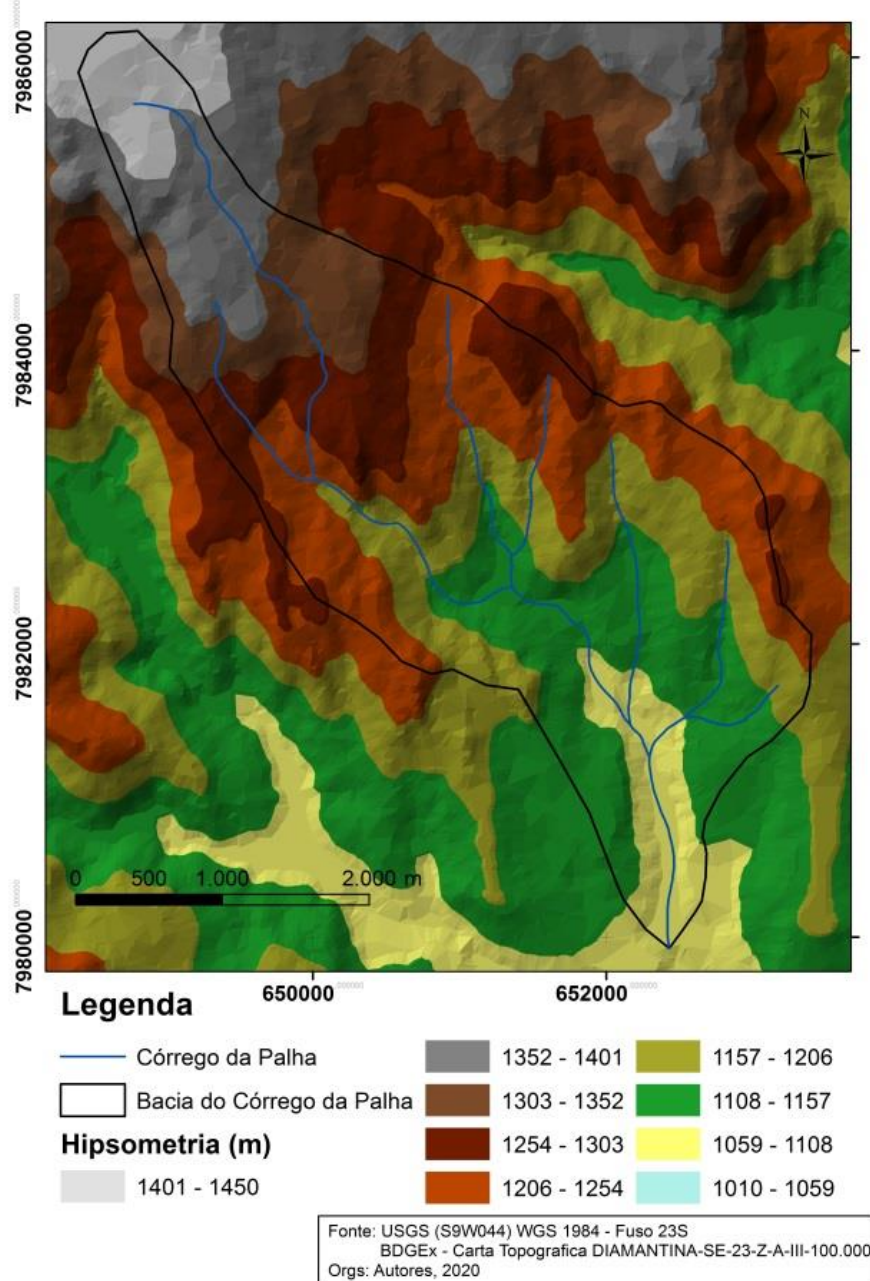 7986000
7984000
7982000
7980000
N
0 500 1.000 2.000 m
650000 652000
Legenda
Córrego da Palha
Bacia do Córrego da Palha
Hipsometria (m)
1401 - 1450
1352 - 1401
1303 - 1352
1254 - 1303
1206 - 1254
1157 - 1206
1108 - 1157
1059 - 1108
1010 - 1059
Fonte: USGS (S9W044) WGS 1984 - Fuso 23S
BDGEx - Carta Topografica DIAMANTINA-SE-23-Z-A-III-100.000
Orgs: Autores, 2020